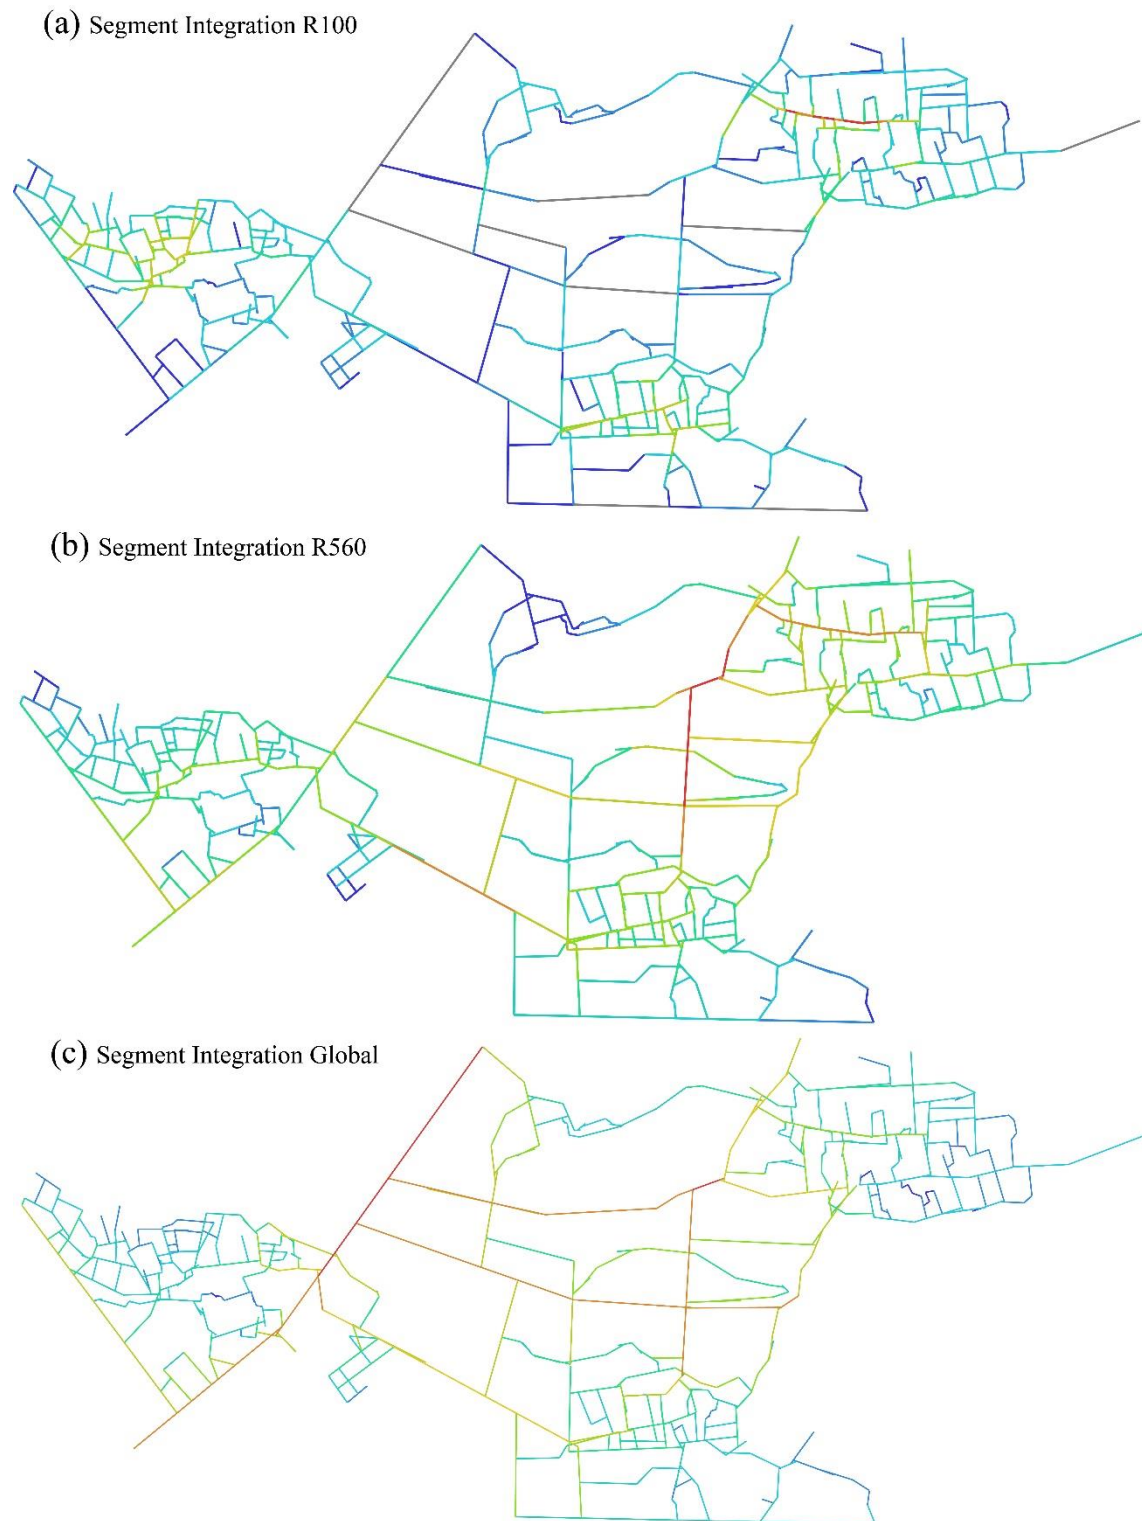 (a) Segment Integration R100
(b) Segment Integration R560
(c) Segment Integration Global